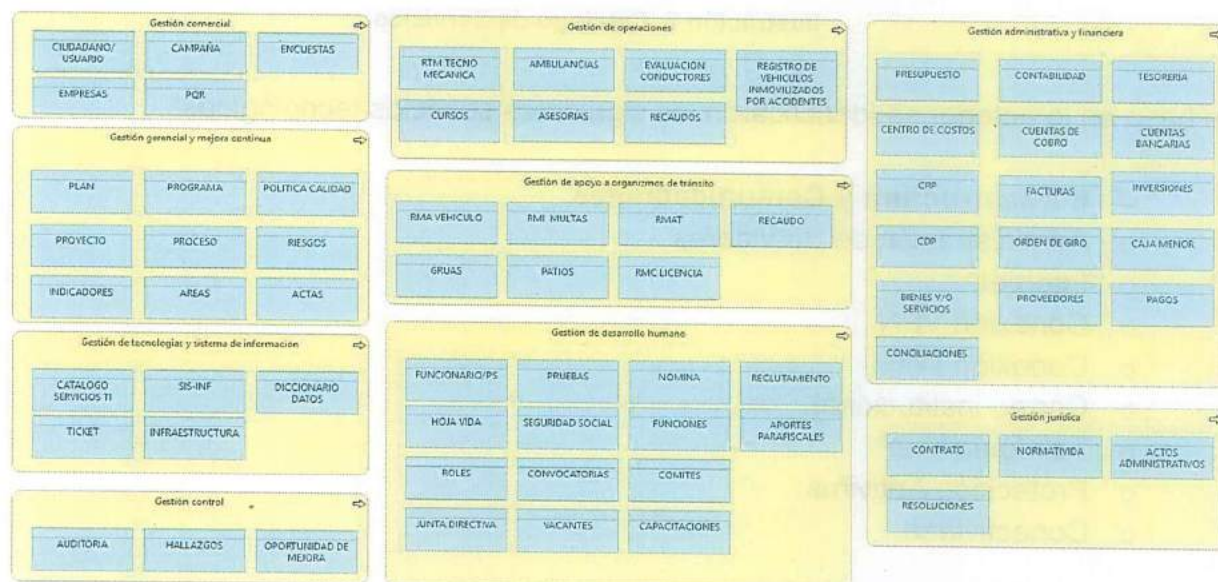 Gestión comercial
CIUDADANO/
USUARIO
CAMPAÑA
ENCUESTAS
EMPRESAS
PQR
Gestión gerencial y mejora continua
PLAN
PROGRAMA
POLITICA CALIDAD
PROYECTO
PROCESO
RIESGOS
INDICADORES
AREAS
ACTAS
Gestión de tecnologías y sistema de información
CATALOGO
SERVICIOS TI
SIS-INF
DICCIONARIO
DATOS
TICKET
INFRAESTRUCTURA
Gestión control
AUDITORIA
HALLAZGOS
OPORTUNIDAD DE
MEJORA
Gestión de operaciones
RTM TECNO
MECANICA
AMBULANCIAS
EVALUACION
CONDUCTORES
REGISTRO DE
VEHICULOS
INMOVILIZADOS
POR ACCIDENTES
CURSOS
ASESORIAS
RECAUDOS
Gestión de apoyo a organizmos de tránsito
RMA VEHICULO
RMI MULTAS
RMAT
RECAUDO
GRUAS
PATIOS
RMC LICENCIA
Gestión de desarrollo humano
FUNCIONARIO/PS
PRUEBAS
NOMINA
RECLUTAMIENTO
HOJA VIDA
SEGURIDAD SOCIAL
FUNCIONES
APORTES
PARAFISCALES
ROLES
CONVOCATORIAS
COMITES
JUNTA DIRECTIVA
VACANTES
CAPACITACIONES
Gestión administrativa y financiera
PRESUPUESTO
CONTABILIDAD
TESORERIA
CENTRO DE COSTOS
CUENTAS DE
COBRO
CUENTAS
BANCARIAS
CRP
FACTURAS
INVERSIONES
CDP
ORDEN DE GIRO
CAJA MENOR
BIENES Y/O
SERVICIOS
PROVEEDORES
PAGOS
CONCILIACIONES
Gestión jurídica
CONTRATO
NORMATIVIDA
ACTOS
ADMINISTRATIVOS
RESOLUCIONES